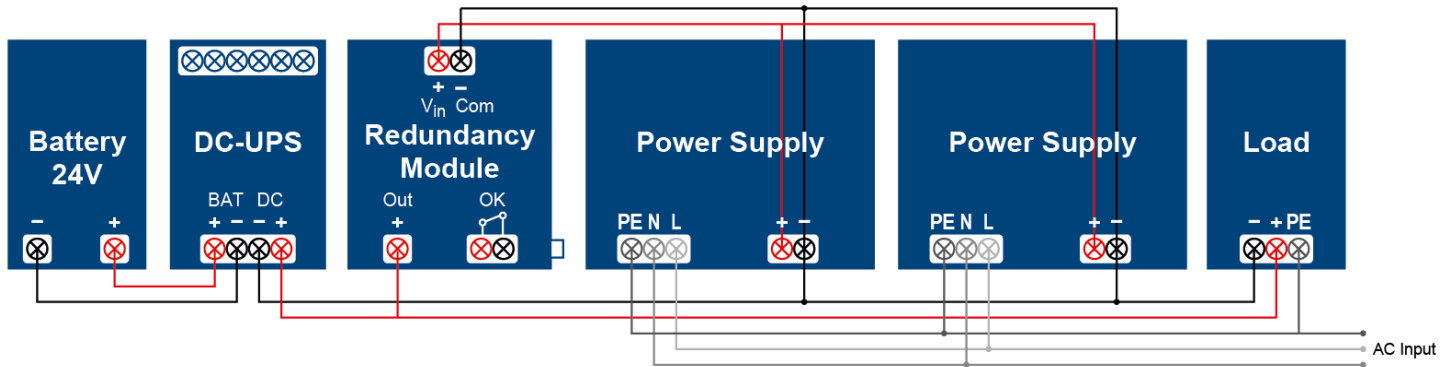 + −
Vin Com
Battery
24V
DC-UPS
Redundancy
Module
Power Supply
Power Supply
Load
BAT DC
Out
OK
− +
+ − − +
+
PE N L
+ −
PE N L
+ −
− + PE
AC Input